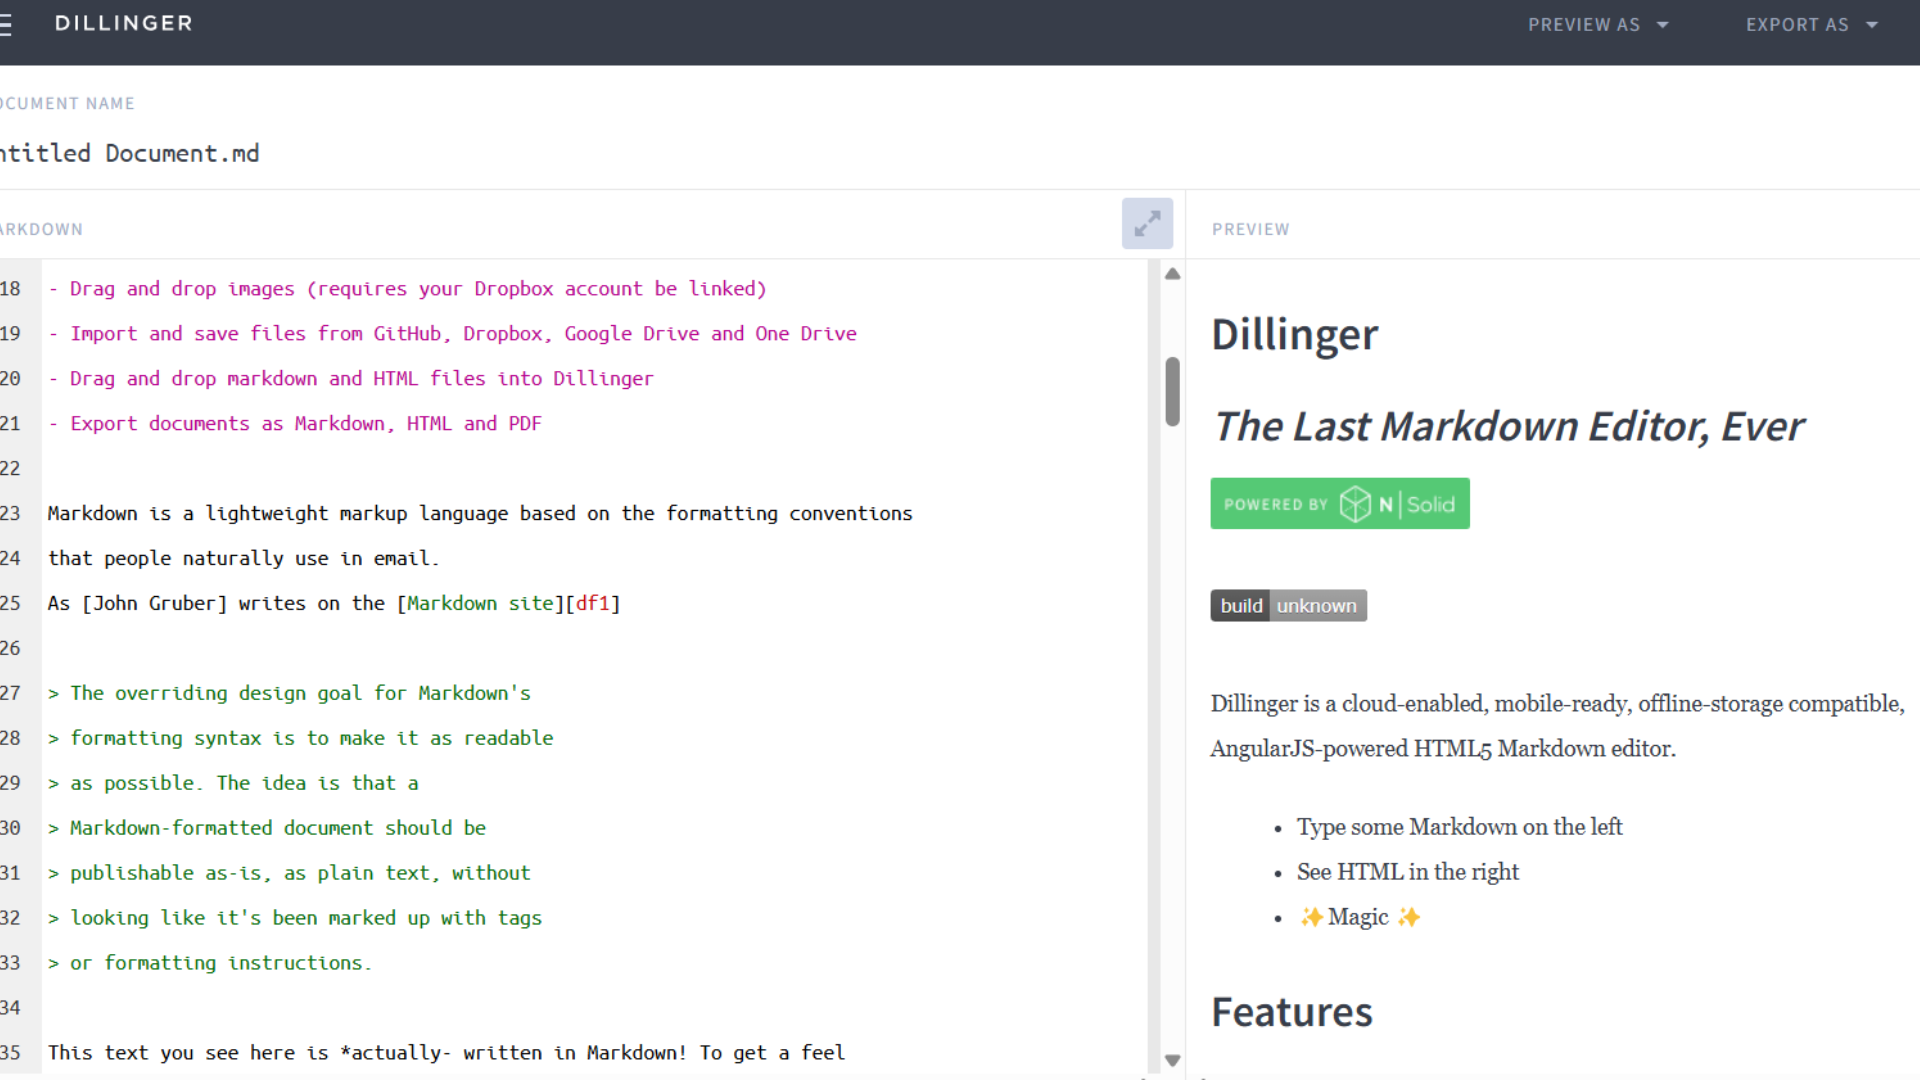 DILLINGER
PREVIEW AS
EXPORT AS
OCUMENT NAME
ntitled Document.md
ARKDOWN
18 - Drag and drop images (requires your Dropbox account be linked)
19 - Import and save files from GitHub, Dropbox, Google Drive and One Drive
20 - Drag and drop markdown and HTML files into Dillinger
21 - Export documents as Markdown, HTML and PDF
22
23 Markdown is a lightweight markup language based on the formatting conventions
24 that people naturally use in email.
25 As [John Gruber] writes on the [Markdown site][df1]
26
27 > The overriding design goal for Markdown's
28 > formatting syntax is to make it as readable
29 > as possible. The idea is that a
30 > Markdown-formatted document should be
31 > publishable as-is, as plain text, without
32 > looking like it's been marked up with tags
33 > or formatting instructions.
34
35 This text you see here is *actually- written in Markdown! To get a feel
PREVIEW
Dillinger
The Last Markdown Editor, Ever
POWERED BY N|Solid
build unknown
Dillinger is a cloud-enabled, mobile-ready, offline-storage compatible,
AngularJS-powered HTML5 Markdown editor.
• Type some Markdown on the left
• See HTML in the right
• ✨ Magic ✨
Features